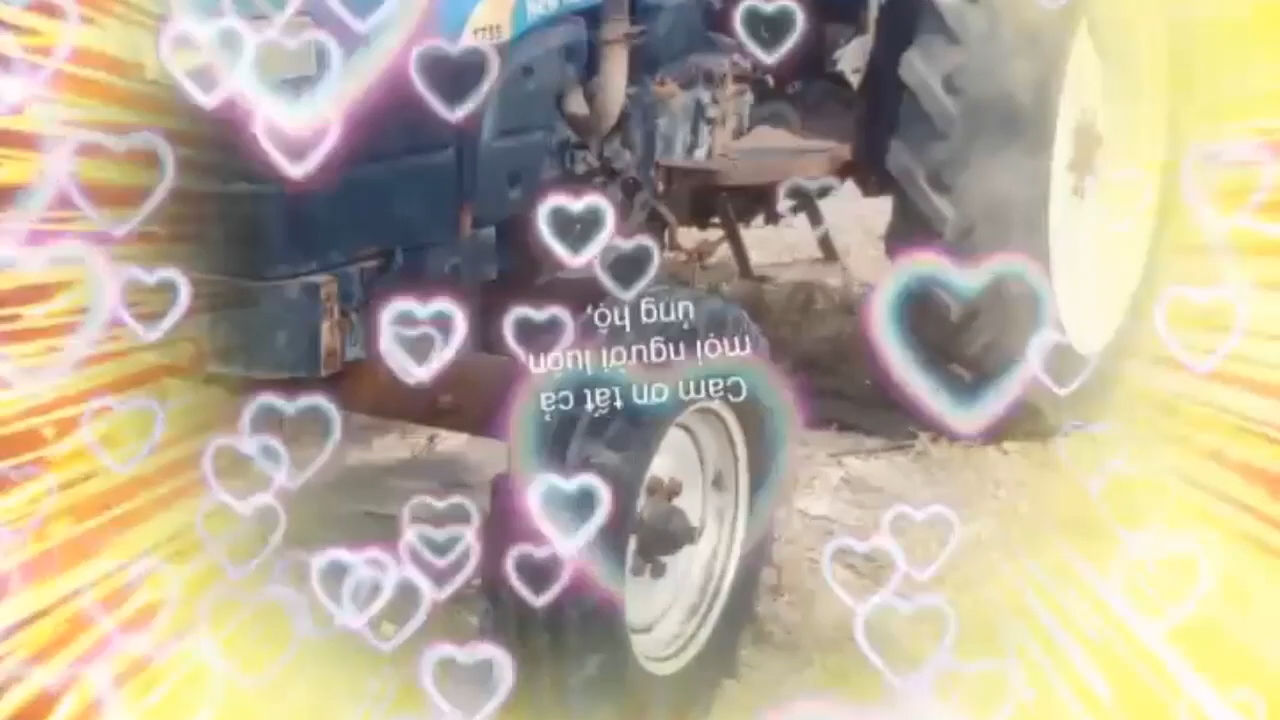 Cảm ơn tất cả
mọi người luôn
ủng hộ,